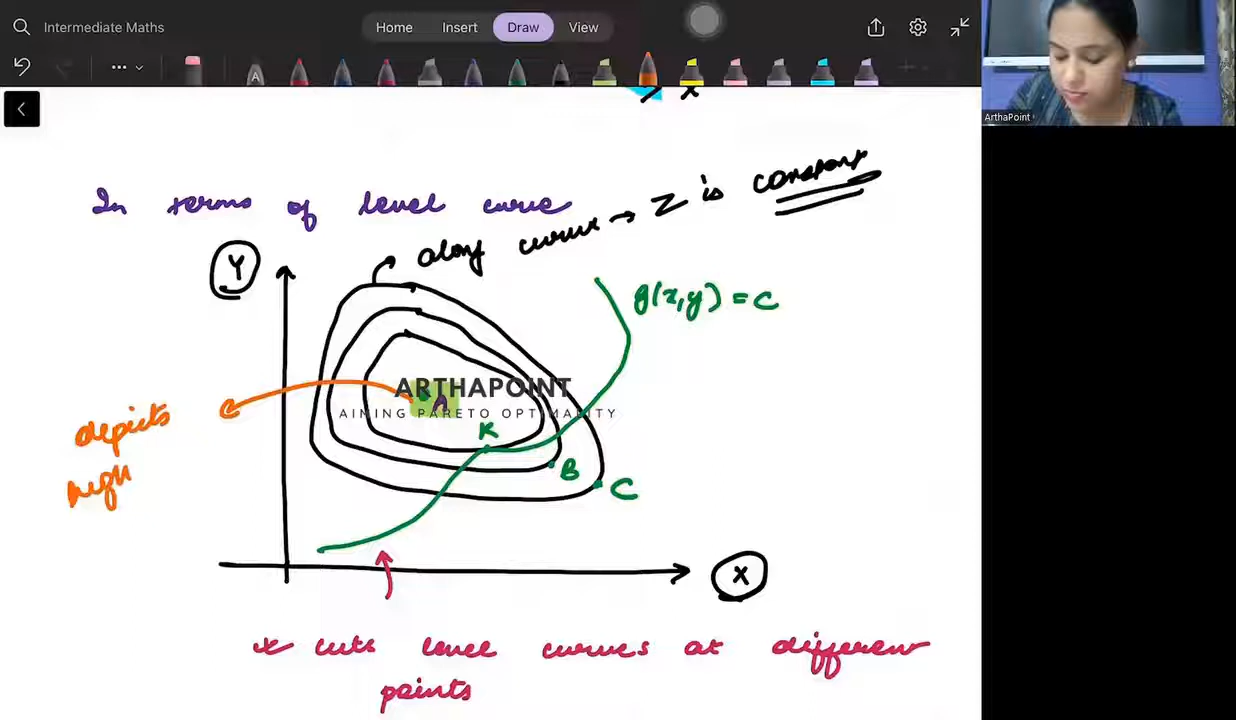 Intermediate Maths
Home Insert Draw View
A
ArthaPoint
x
In terms of level curve
along curve → Z is constant
Y
g(x,y) = C
ARTHAPOINT
A
AIMING PARETO OPTIMALITY
depicts
high
K
B
C
X
it cuts level curves at different
points